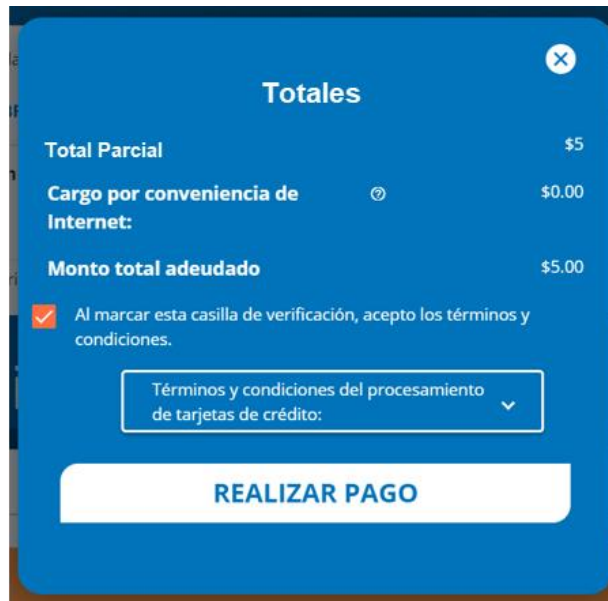 Totales
Total Parcial $5
Cargo por conveniencia de $0.00
Internet:
Monto total adeudado $5.00
Al marcar esta casilla de verificación, acepto los términos y
condiciones.
Términos y condiciones del procesamiento
de tarjetas de crédito:
REALIZAR PAGO